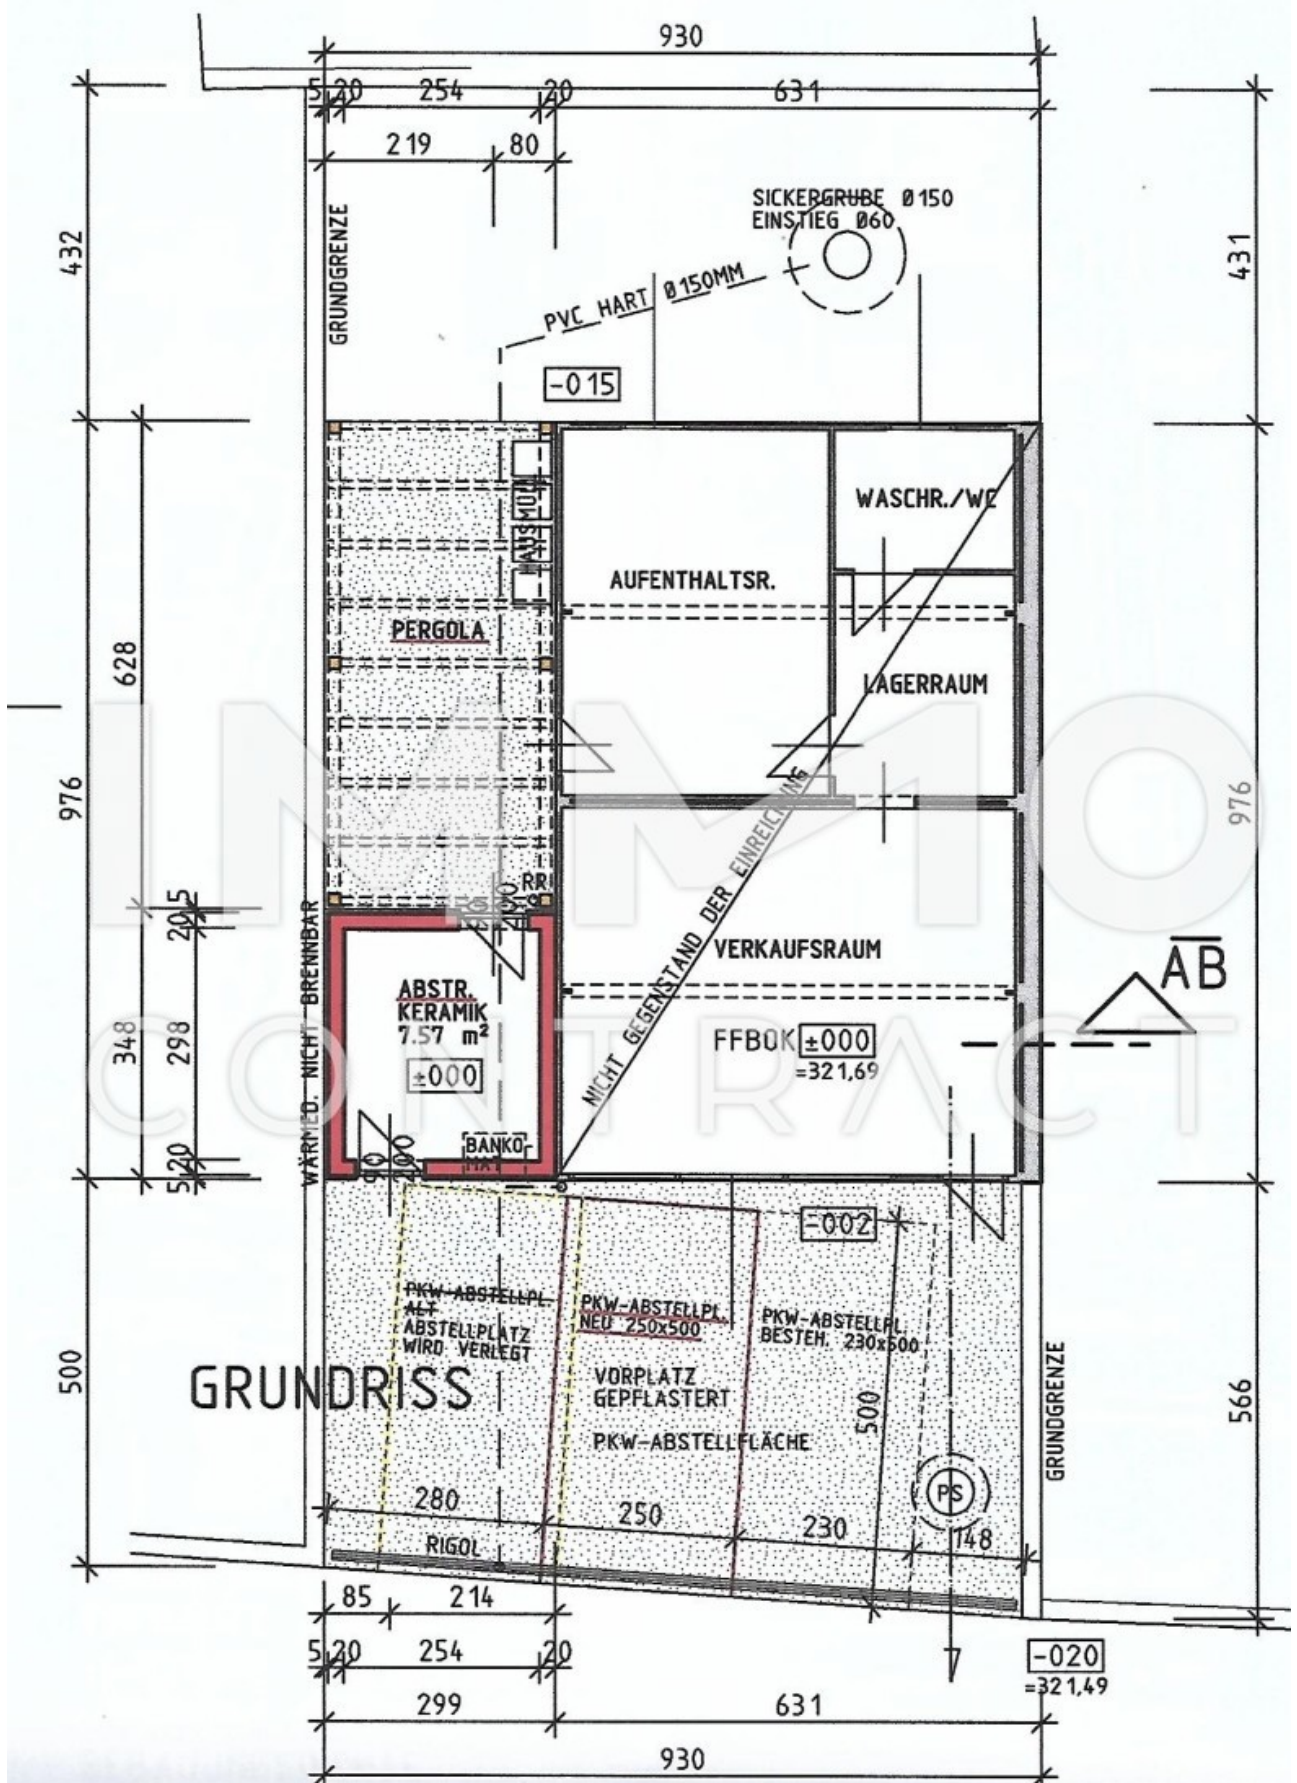 930
5 20 254 20 631
219 80
SICKERGRUBE Ø150
EINSTIEG Ø60
432
GRUNDGRENZE
431
PVC HART Ø150MM
-015
WASCHR./WC
HAUSMÜLL
AUFENTHALTSR.
PERGOLA
628
LAGERRAUM
IMMO
976
976
NICHT GEGENSTAND DER EINREICHUNG
RR
20 5
VERKAUFSRAUM
AB
WÄRMED. NICHT BRENNBAR
ABSTR.
KERAMIK
7.57 m²
±000
348
298
FFBOK ±000
=321,69
CONTRACT
BANKO-
MAT
90
200
5 20
-002
PKW-ABSTELLPL.
ALT
ABSTELLPLATZ
WIRD VERLEGT
PKW-ABSTELLPL.
NEU 250x500
PKW-ABSTELLPL.
BESTEH. 230x500
500
GRUNDRISS
VORPLATZ
GEPFLASTERT
PKW-ABSTELLFLÄCHE
500
GRUNDGRENZE
566
PS
280 250 230 148
RIGOL
85 214
5 20 254 20
-020
=321,49
299 631
930